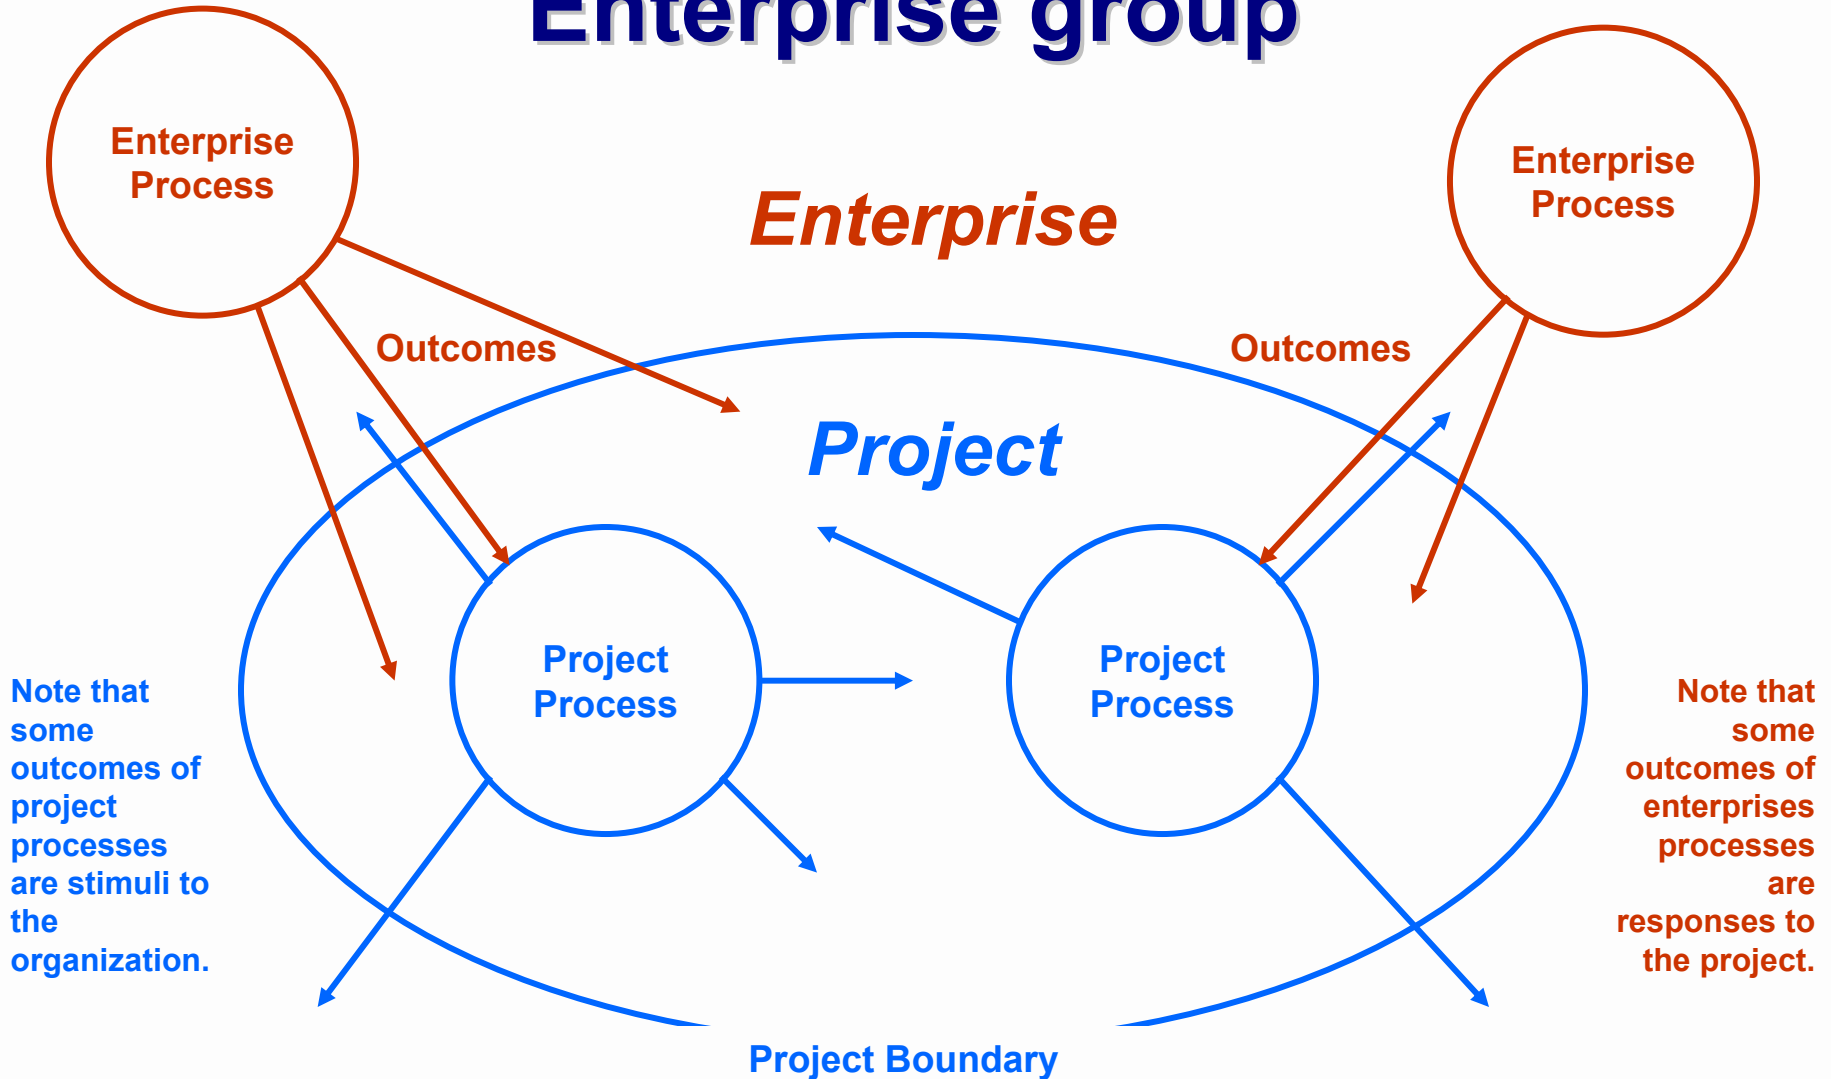 Enterprise group
Enterprise
Process
Enterprise
Process
Enterprise
Outcomes
Outcomes
Project
Project
Process
Project
Process
Note that
some
outcomes of
project
processes
are stimuli to
the
organization.
Note that
some
outcomes of
enterprises
processes
are
responses to
the project.
Project Boundary